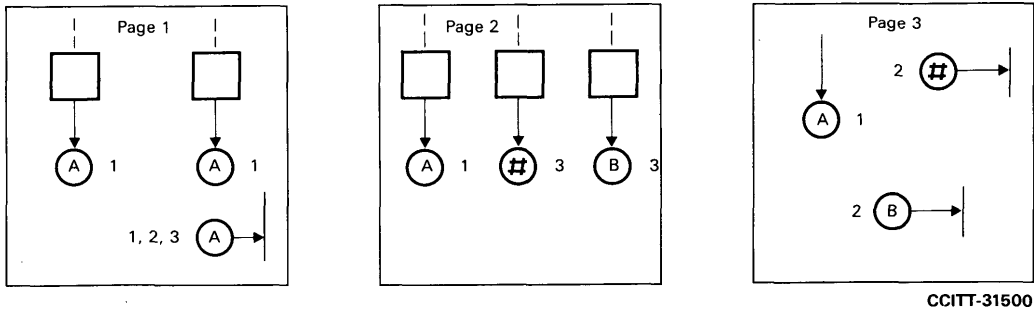 Page 1
A 1 A 1
1, 2, 3 A
Page 2
A 1 # 3 B 3
Page 3
2 #
A 1
2 B
CCITT-31500